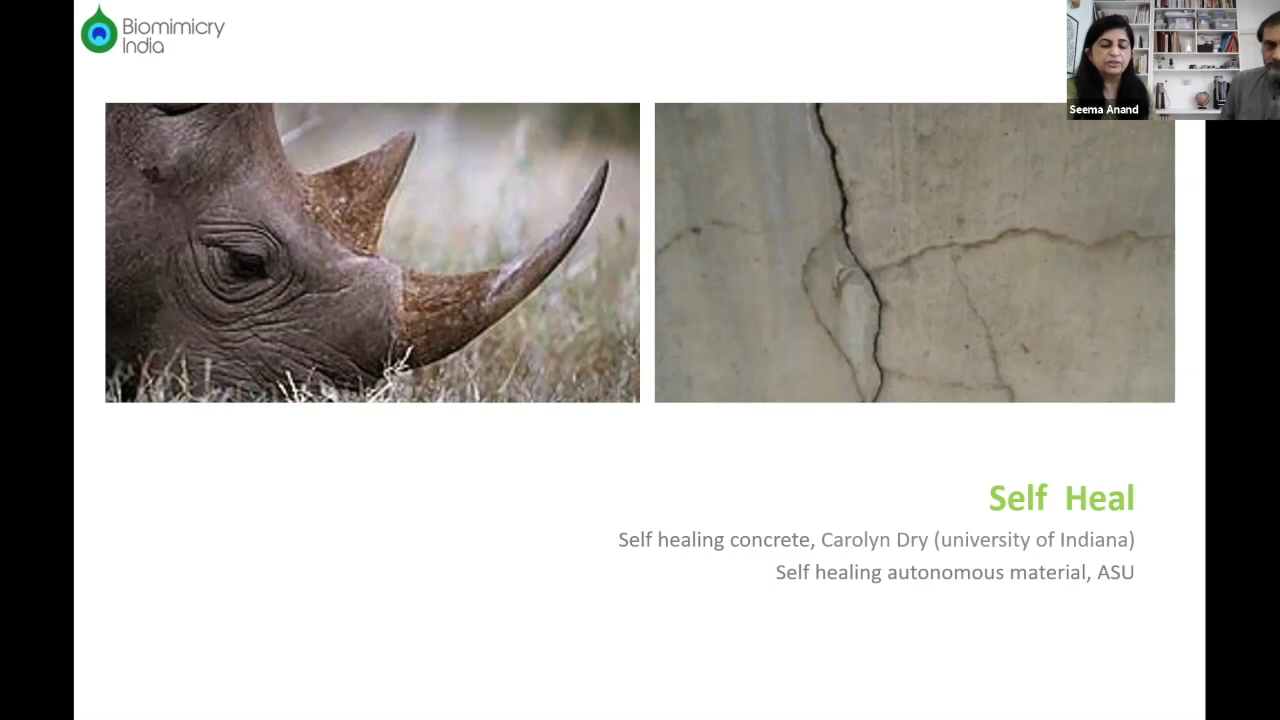 Biomimicry
India
Seema Anand
Self  Heal
Self healing concrete, Carolyn Dry (university of Indiana)
Self healing autonomous material, ASU